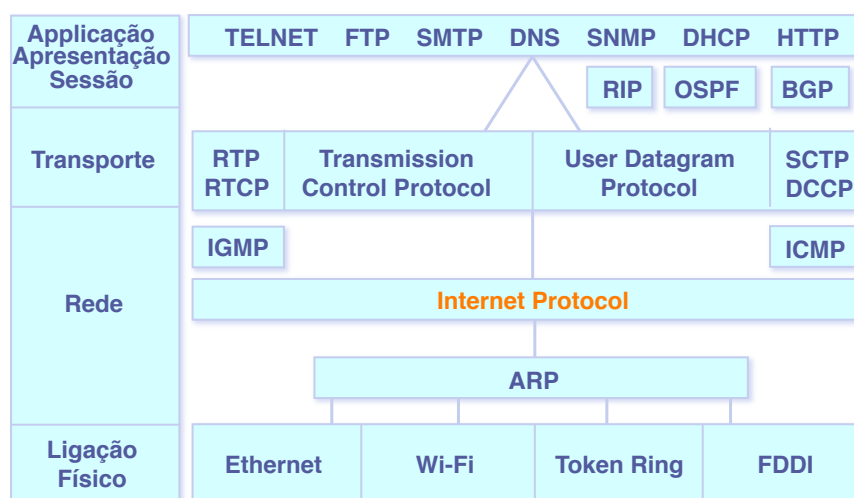 Applicação
Apresentação
Sessão
TELNET FTP SMTP DNS SNMP DHCP HTTP
RIP OSPF BGP
Transporte
RTP
RTCP
Transmission
Control Protocol
User Datagram
Protocol
SCTP
DCCP
Rede
IGMP
ICMP
Internet Protocol
ARP
Ligação
Físico
Ethernet
Wi-Fi
Token Ring
FDDI